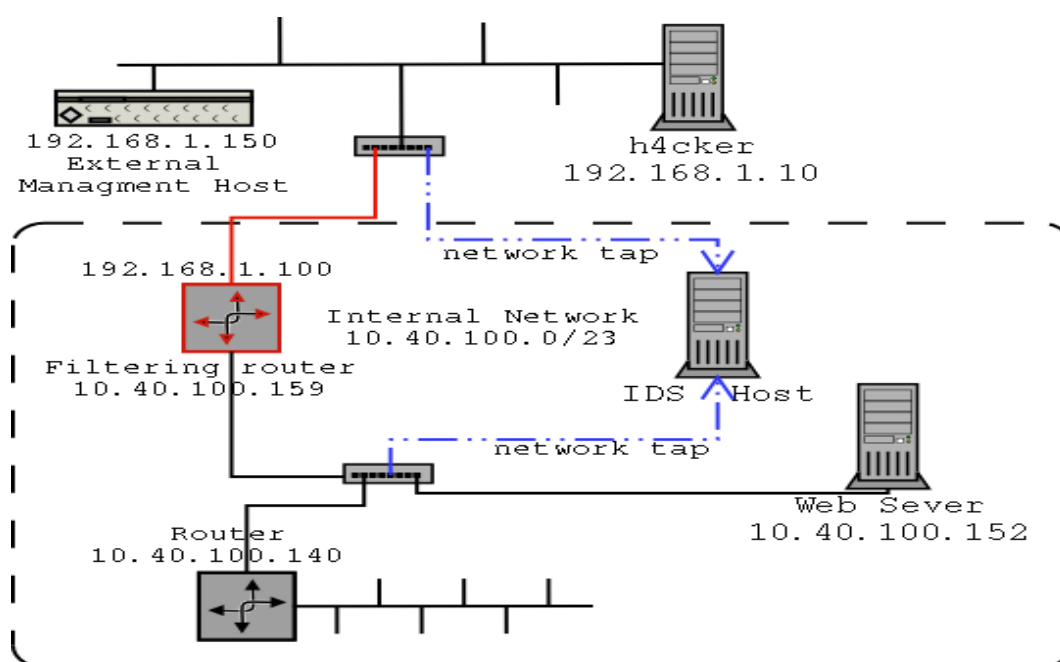 192.168.1.150
External
Managment Host
h4cker
192.168.1.10
network tap
192.168.1.100
Internal Network
10.40.100.0/23
Filtering router
10.40.100.159
IDS Host
network tap
Web Sever
10.40.100.152
Router
10.40.100.140